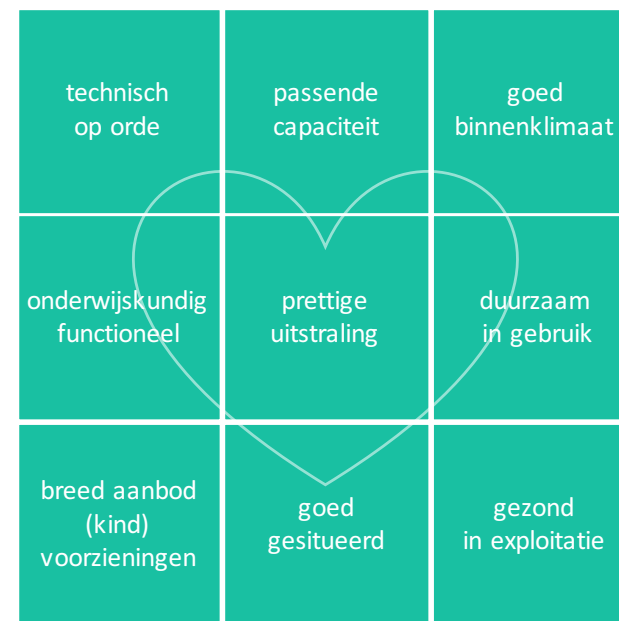 technisch
op orde
passende
capaciteit
goed
binnenklimaat
onderwijskundig
functioneel
prettige
uitstraling
duurzaam
in gebruik
breed aanbod
(kind)
voorzieningen
goed
gesitueerd
gezond
in exploitatie